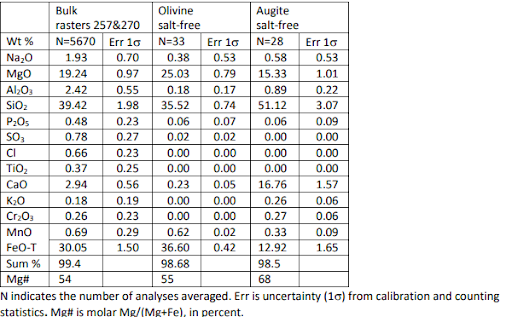 Bulk rasters 257&270 Olivine salt-free Augite salt-free
Wt % N=5670 Err 1σ N=33 Err 1σ N=28 Err 1σ
Na₂O 1.93 0.70 0.38 0.53 0.58 0.53
MgO 19.24 0.97 25.03 0.79 15.33 1.01
Al₂O₃ 2.42 0.55 0.18 0.17 0.89 0.22
SiO₂ 39.42 1.98 35.52 0.74 51.12 3.07
P₂O₅ 0.48 0.23 0.06 0.07 0.06 0.09
SO₃ 0.78 0.27 0.02 0.02 0.00 0.00
Cl 0.66 0.23 0.00 0.00 0.00 0.00
TiO₂ 0.37 0.25 0.00 0.00 0.00 0.00
CaO 2.94 0.56 0.23 0.05 16.76 1.57
K₂O 0.18 0.19 0.00 0.00 0.26 0.06
Cr₂O₃ 0.26 0.23 0.00 0.00 0.27 0.06
MnO 0.69 0.29 0.62 0.02 0.33 0.09
FeO-T 30.05 1.50 36.60 0.42 12.92 1.65
Sum % 99.4 98.68 98.5
Mg# 54 55 68
N indicates the number of analyses averaged. Err is uncertainty (1σ) from calibration and counting
statistics. Mg# is molar Mg/(Mg+Fe), in percent.